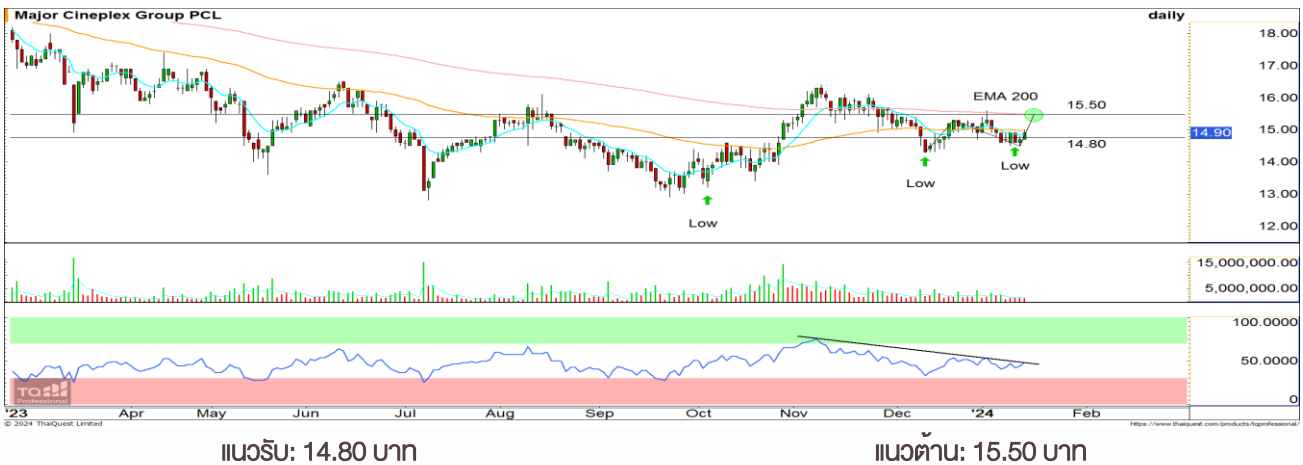 Major Cineplex Group PCL
daily
18.00
17.00
16.00
15.00
14.90
14.00
13.00
12.00
EMA 200
15.50
14.80
Low
Low
Low
15,000,000.00
5,000,000.00
100.0000
50.0000
0
TQ
Professional
'23 Apr May Jun Jul Aug Sep Oct Nov Dec '24 Feb
© 2024 ThaiQuest Limited
https://www.thaiquest.com/products/tqprofessional/
แนวรับ: 14.80 บาท
แนวต้าน: 15.50 บาท